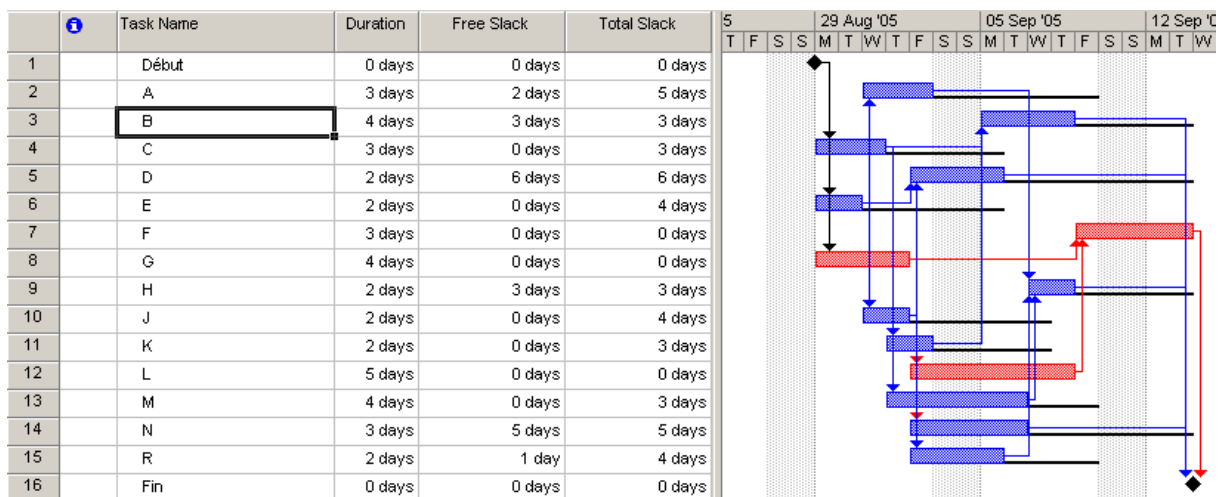 Task Name Duration Free Slack Total Slack 5 29 Aug '05 05 Sep '05 12 Sep '0
T F S S M T W T F S S M T W T F S S M T W
1 Début 0 days 0 days 0 days
2 A 3 days 2 days 5 days
3 B 4 days 3 days 3 days
4 C 3 days 0 days 3 days
5 D 2 days 6 days 6 days
6 E 2 days 0 days 4 days
7 F 3 days 0 days 0 days
8 G 4 days 0 days 0 days
9 H 2 days 3 days 3 days
10 J 2 days 0 days 4 days
11 K 2 days 0 days 3 days
12 L 5 days 0 days 0 days
13 M 4 days 0 days 3 days
14 N 3 days 5 days 5 days
15 R 2 days 1 day 4 days
16 Fin 0 days 0 days 0 days